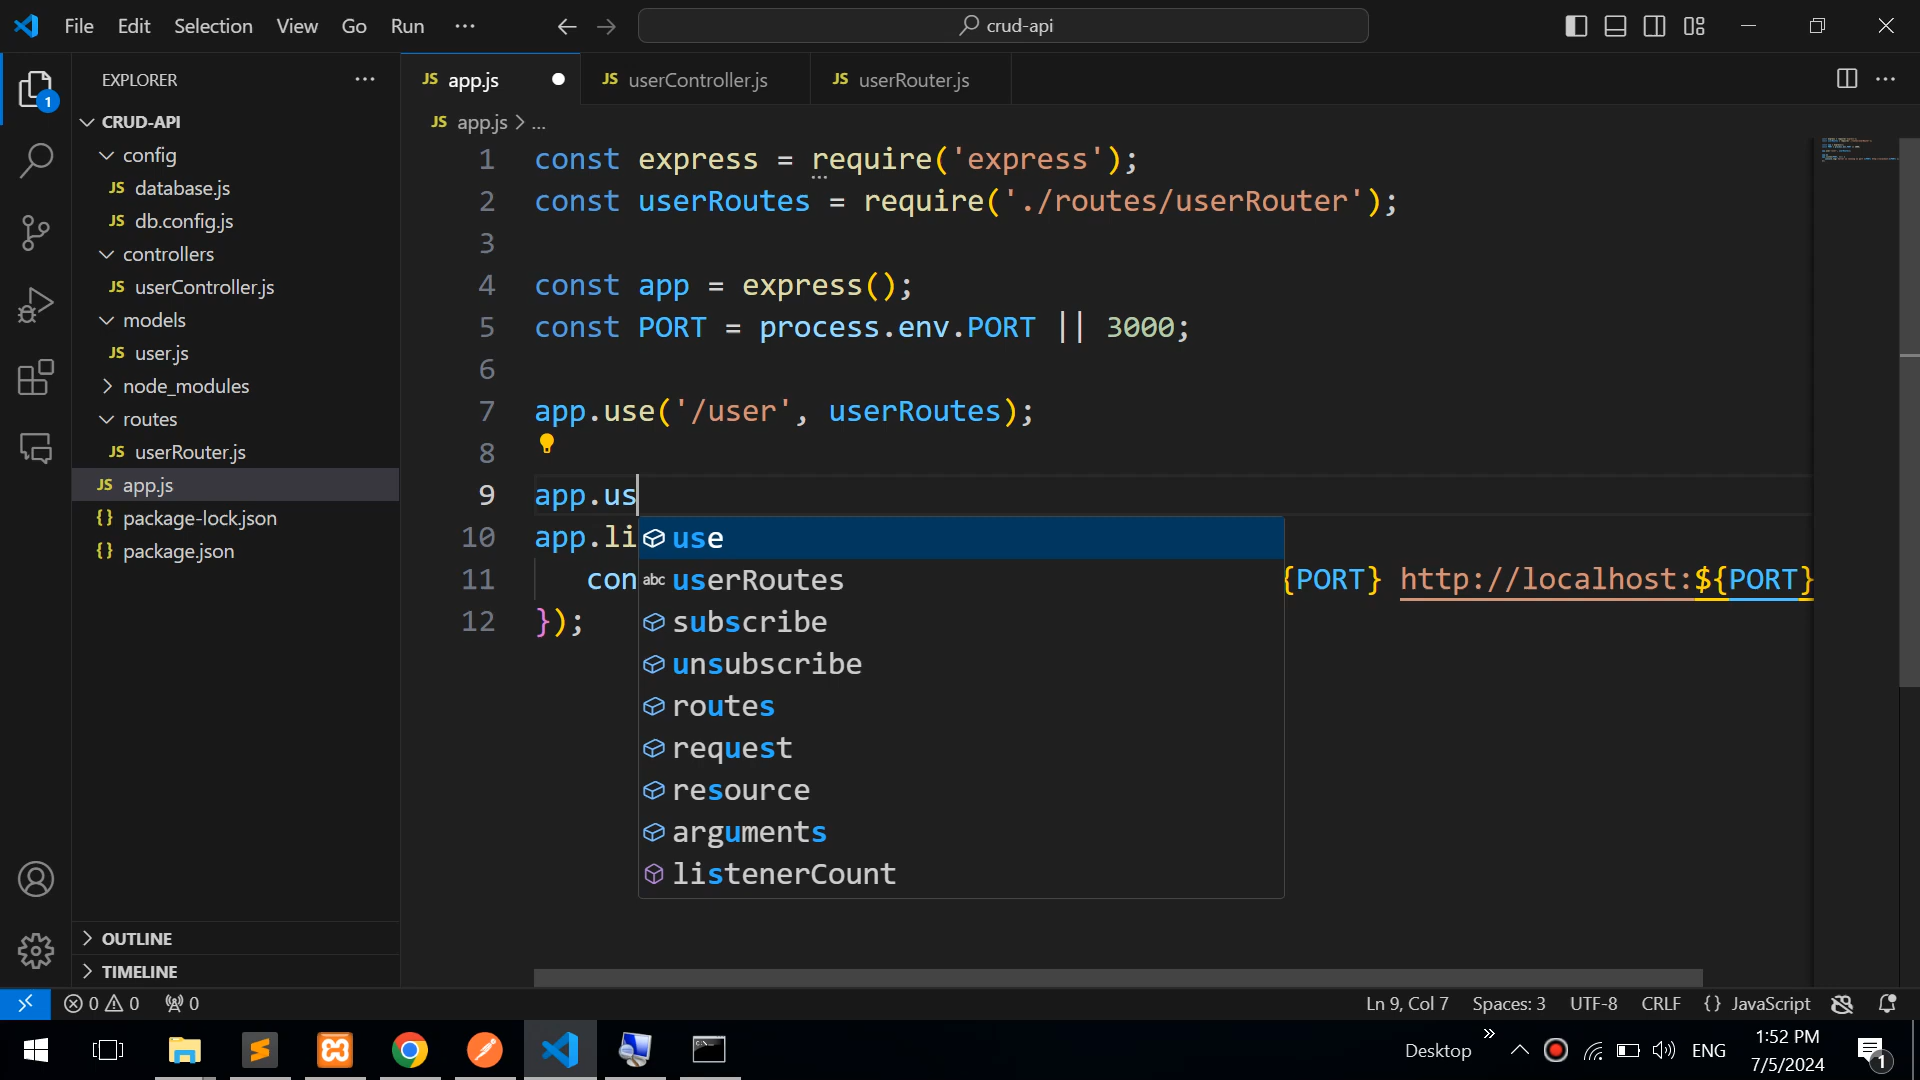 File Edit Selection View Go Run ...
crud-api
EXPLORER ...
JS app.js
JS userController.js
JS userRouter.js
...
CRUD-API
config
JS database.js
JS db.config.js
controllers
JS userController.js
models
JS user.js
node_modules
routes
JS userRouter.js
JS app.js
{} package-lock.json
{} package.json
OUTLINE
TIMELINE
1
JS app.js > ...
1 const express = require('express');
2 const userRoutes = require('./routes/userRouter');
3
4 const app = express();
5 const PORT = process.env.PORT || 3000;
6
7 app.use('/user', userRoutes);
8
9 app.us
10 app.li
11 con {PORT} http://localhost:${PORT}
12 });
use
abc userRoutes
subscribe
unsubscribe
routes
request
resource
arguments
listenerCount
0 0 0
Ln 9, Col 7 Spaces: 3 UTF-8 CRLF {} JavaScript
Desktop » ENG
1:52 PM
7/5/2024
1